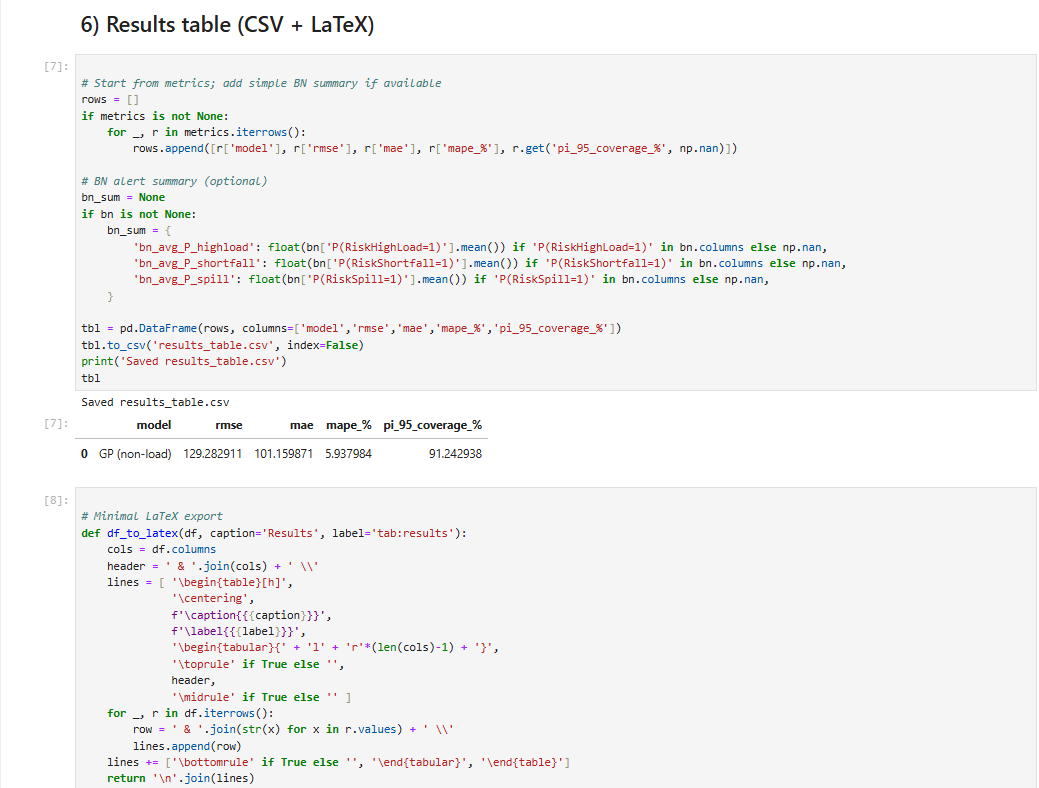 6) Results table (CSV + LaTeX)
[7]:
# Start from metrics; add simple BN summary if available
rows = []
if metrics is not None:
    for _, r in metrics.iterrows():
        rows.append([r['model'], r['rmse'], r['mae'], r['mape_%'], r.get('pi_95_coverage_%', np.nan)])
# BN alert summary (optional)
bn_sum = None
if bn is not None:
    bn_sum = {
        'bn_avg_P_highload': float(bn['P(RiskHighLoad=1)'].mean()) if 'P(RiskHighLoad=1)' in bn.columns else np.nan,
        'bn_avg_P_shortfall': float(bn['P(RiskShortfall=1)'].mean()) if 'P(RiskShortfall=1)' in bn.columns else np.nan,
        'bn_avg_P_spill': float(bn['P(RiskSpill=1)'].mean()) if 'P(RiskSpill=1)' in bn.columns else np.nan,
    }
tbl = pd.DataFrame(rows, columns=['model','rmse','mae','mape_%','pi_95_coverage_%'])
tbl.to_csv('results_table.csv', index=False)
print('Saved results_table.csv')
tbl
Saved results_table.csv
[7]:
model rmse mae mape_% pi_95_coverage_%
0 GP (non-load) 129.282911 101.159871 5.937984 91.242938
[8]:
# Minimal LaTeX export
def df_to_latex(df, caption='Results', label='tab:results'):
    cols = df.columns
    header = ' & '.join(cols) + ' \\'
    lines = [ '\begin{table}[h]',
              '\centering',
              f'\caption{{{caption}}}',
              f'\label{{{label}}}',
              '\begin{tabular}{' + 'l' + 'r'*(len(cols)-1) + '}',
              '\toprule' if True else '',
              header,
              '\midrule' if True else '' ]
    for _, r in df.iterrows():
        row = ' & '.join(str(x) for x in r.values) + ' \\'
        lines.append(row)
    lines += ['\bottomrule' if True else '', '\end{tabular}', '\end{table}']
    return '\n'.join(lines)